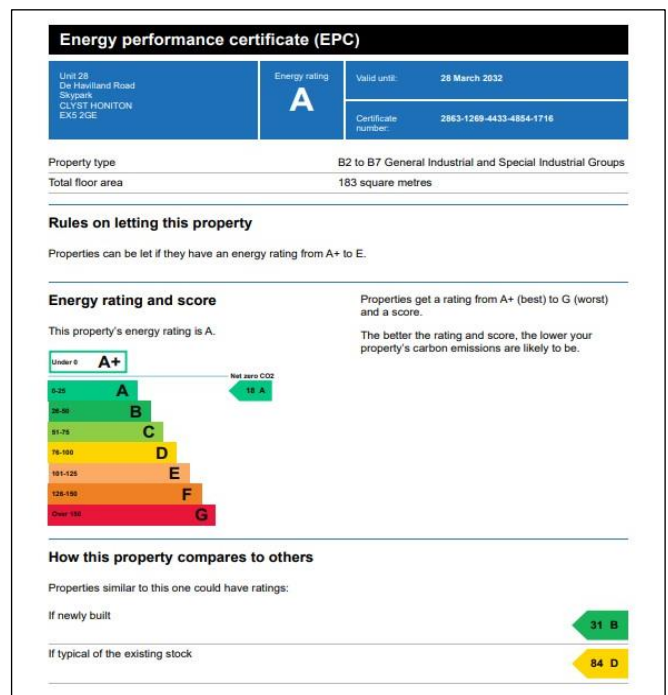 Energy performance certificate (EPC)
Unit 28
De Havilland Road
Skypark
CLYST HONITON
EX5 2GE
Energy rating
A
Valid until:
28 March 2032
Certificate
number:
2863-1269-4433-4854-1716
Property type
B2 to B7 General Industrial and Special Industrial Groups
Total floor area
183 square metres
Rules on letting this property
Properties can be let if they have an energy rating from A+ to E.
Energy rating and score
This property's energy rating is A.
Properties get a rating from A+ (best) to G (worst)
and a score.
The better the rating and score, the lower your
property's carbon emissions are likely to be.
Under 0 A+
Net zero CO2
0-25 A
18 A
26-50 B
51-75 C
76-100 D
101-125 E
126-150 F
Over 150 G
How this property compares to others
Properties similar to this one could have ratings:
If newly built
31 B
If typical of the existing stock
84 D